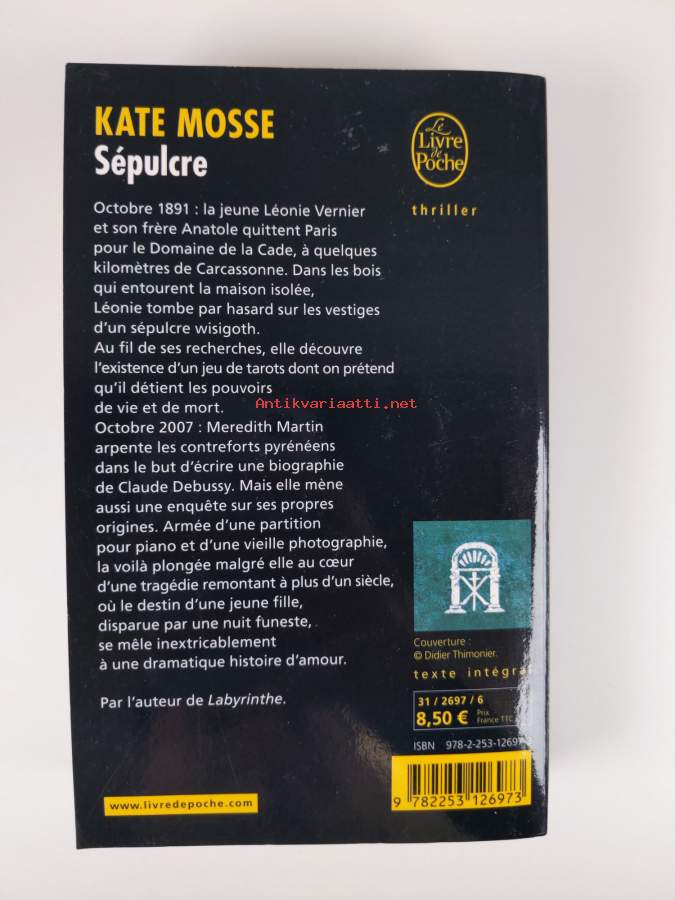 KATE MOSSE
Sépulcre
Le
Livre
de
Poche
thriller
Octobre 1891 : la jeune Léonie Vernier
et son frère Anatole quittent Paris
pour le Domaine de la Cade, à quelques
kilomètres de Carcassonne. Dans les bois
qui entourent la maison isolée,
Léonie tombe par hasard sur les vestiges
d'un sépulcre wisigoth.
Au fil de ses recherches, elle découvre
l'existence d'un jeu de tarots dont on prétend
qu'il détient les pouvoirs
de vie et de mort.
Antikvariaatti.net
Octobre 2007 : Meredith Martin
arpente les contreforts pyrénéens
dans le but d'écrire une biographie
de Claude Debussy. Mais elle mène
aussi une enquête sur ses propres
origines. Armée d'une partition
pour piano et d'une vieille photographie,
la voilà plongée malgré elle au cœur
d'une tragédie remontant à plus d'un siècle,
où le destin d'une jeune fille,
disparue par une nuit funeste,
se mêle inextricablement
à une dramatique histoire d'amour.
Par l'auteur de Labyrinthe.
www.livredepoche.com
Couverture :
© Didier Thimonier.
texte intégra
31 / 2697 / 6
8,50 €
Prix
France TTC
ISBN 978-2-253-12697-3
9 782253 126973